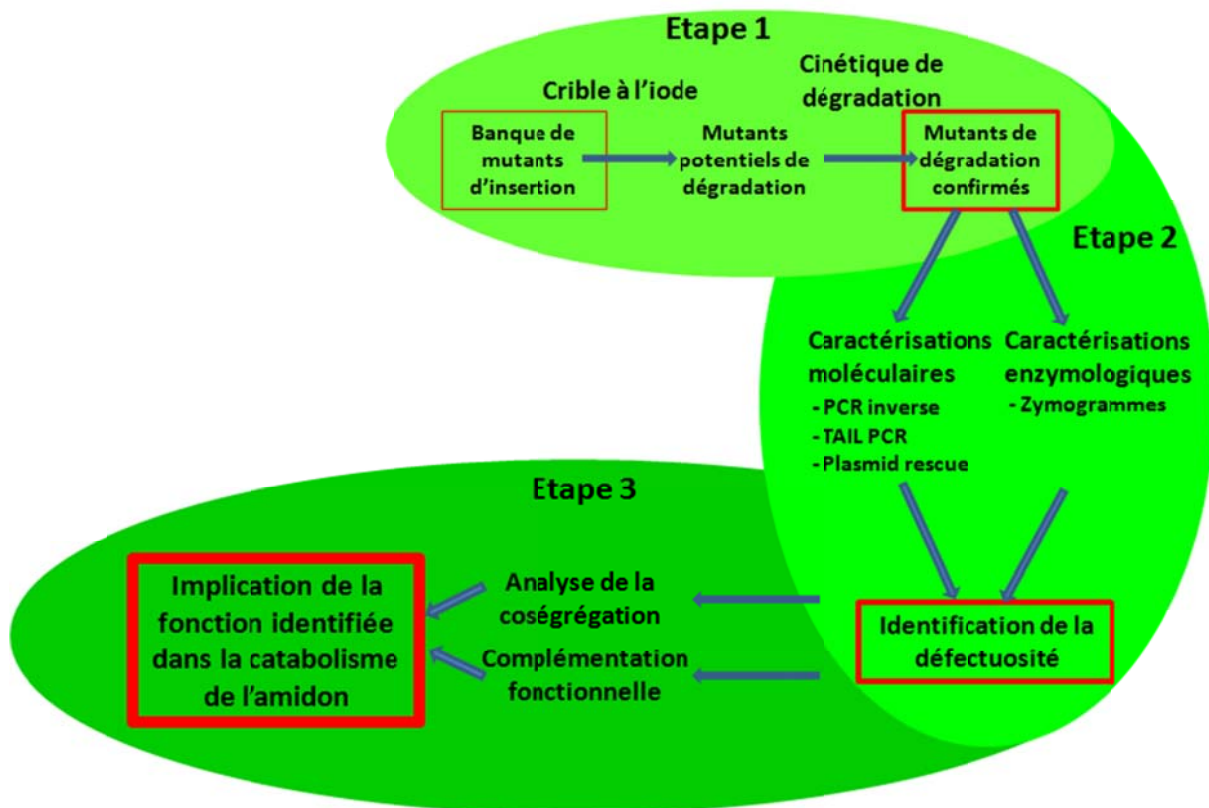 Etape 1
Crible à l'iode
Cinétique de
dégradation
Banque de
mutants
d'insertion
Mutants
potentiels de
dégradation
Mutants de
dégradation
confirmés
Etape 2
Caractérisations
moléculaires
- PCR inverse
- TAIL PCR
- Plasmid rescue
Caractérisations
enzymologiques
- Zymogrammes
Identification de la
défectuosité
Etape 3
Analyse de la
coségrégation
Complémentation
fonctionnelle
Implication de la
fonction identifiée
dans la catabolisme
de l'amidon